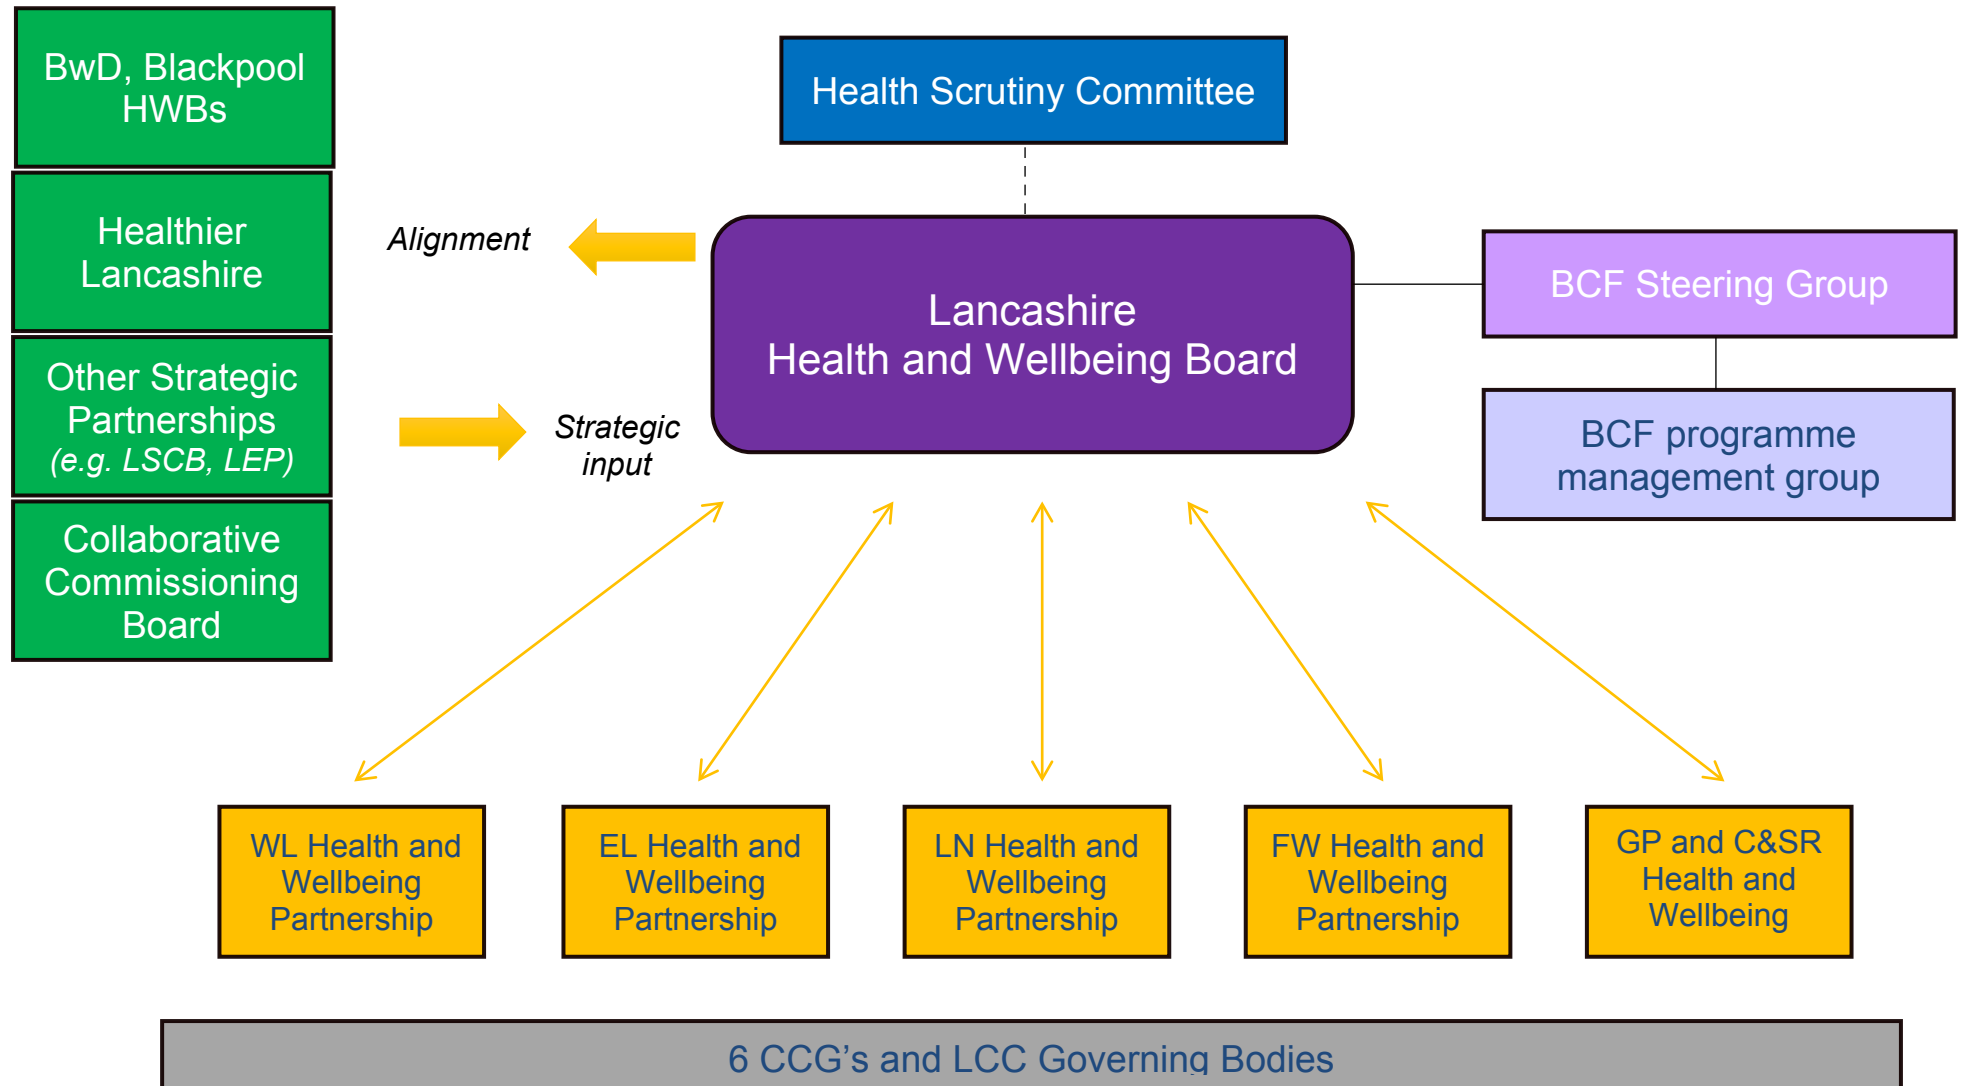 BwD, Blackpool
HWBs
Health Scrutiny Committee
Healthier
Lancashire
Alignment
Lancashire
Health and Wellbeing Board
BCF Steering Group
Other Strategic
Partnerships
(e.g. LSCB, LEP)
Strategic
input
BCF programme
management group
Collaborative
Commissioning
Board
WL Health and
Wellbeing
Partnership
EL Health and
Wellbeing
Partnership
LN Health and
Wellbeing
Partnership
FW Health and
Wellbeing
Partnership
GP and C&SR
Health and
Wellbeing
6 CCG’s and LCC Governing Bodies